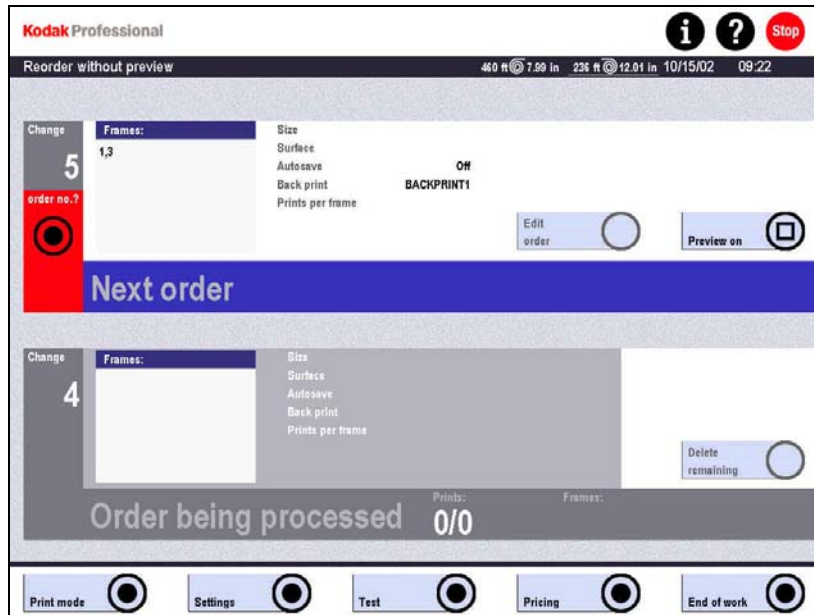 Kodak Professional
i ? Stop
Reorder without preview 460 ft 7.99 in 236 ft 12.01 in 10/15/02 09:22
Change
5
order no.?
Frames:
1,3
Size
Surface
Autosave Off
Back print BACKPRINT1
Prints per frame
Edit order
Preview on
Next order
Change
4
Frames:
Size
Surface
Autosave
Back print
Prints per frame
Delete remaining
Order being processed
Prints:
0/0
Frames:
Print mode Settings Test Pricing End of work